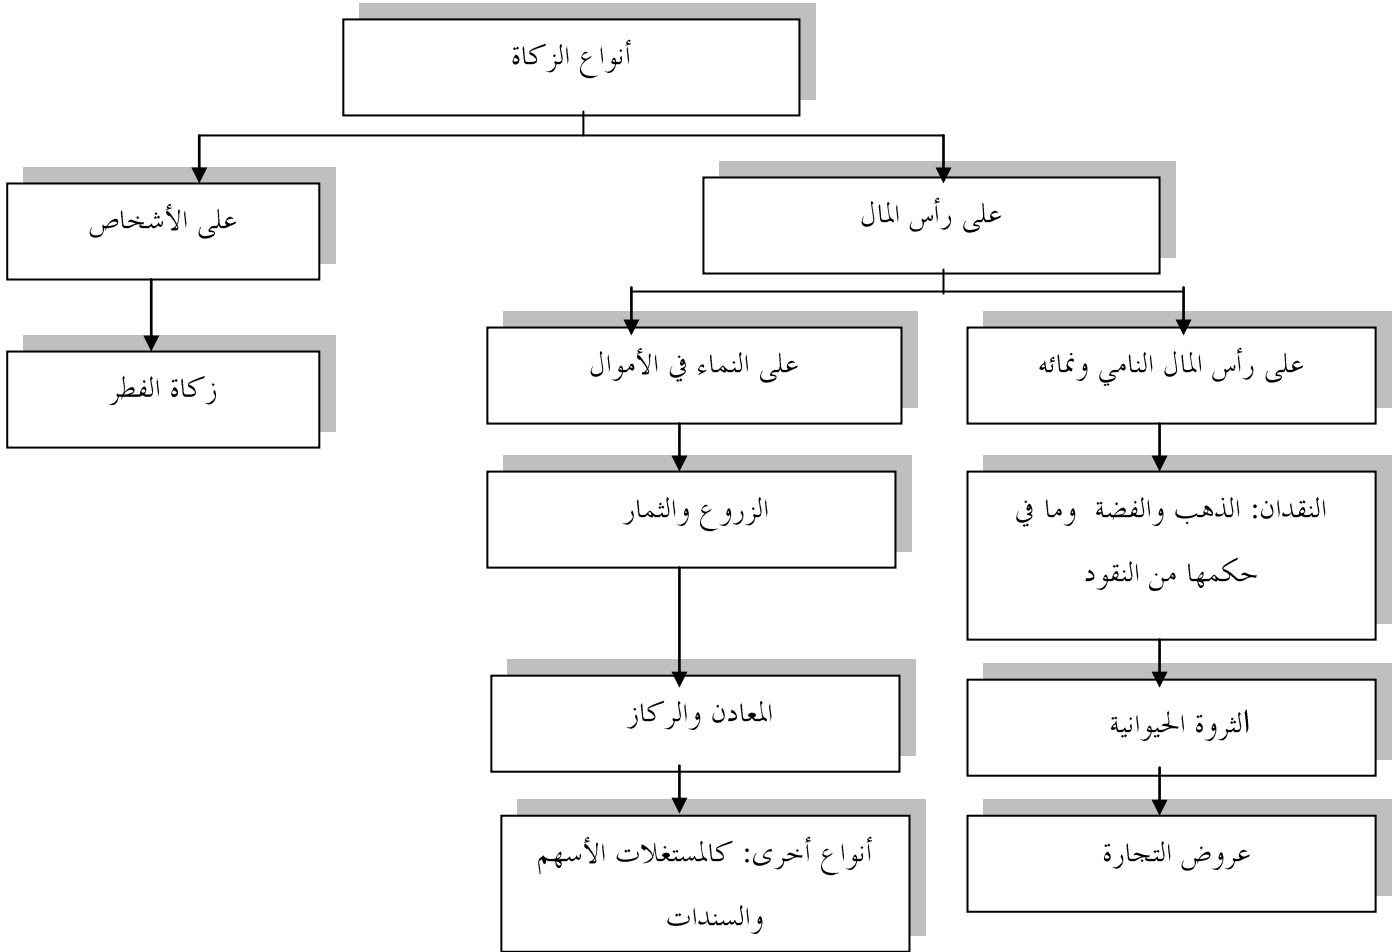 أنواع الزكاة
على رأس المال
على الأشخاص
على رأس المال النامي ونمائه
على النماء في الأموال
زكاة الفطر
النقدان: الذهب والفضة وما في
حكمها من النقود
الزروع والثمار
الثروة الحيوانية
المعادن والركاز
عروض التجارة
أنواع أخرى: كالمستغلات الأسهم
والسندات